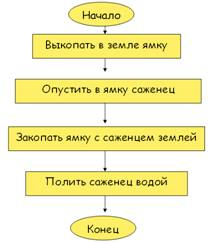 Начало
Выкопать в земле ямку
Опустить в ямку саженец
Закопать ямку с саженцем землей
Полить саженец водой
Конец